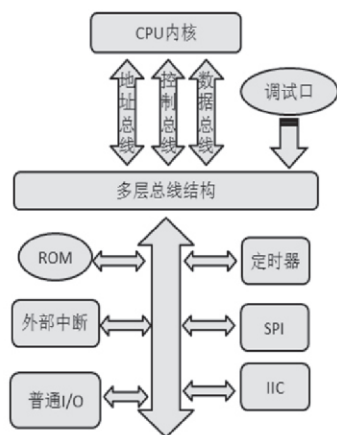 CPU内核
地址总线
控制总线
数据总线
调试口
多层总线结构
ROM
定时器
外部中断
SPI
普通I/O
IIC